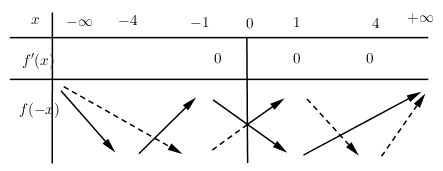 x −∞ −4 −1 0 1 4 +∞
f′(x) 0 0 0
f(−x)